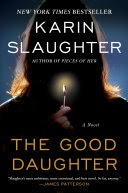 NEW YORK TIMES BESTSELLER
KARIN
SLAUGHTER
AUTHOR OF PIECES OF HER
A Novel
THE GOOD
DAUGHTER
—JAMES PATTERSON